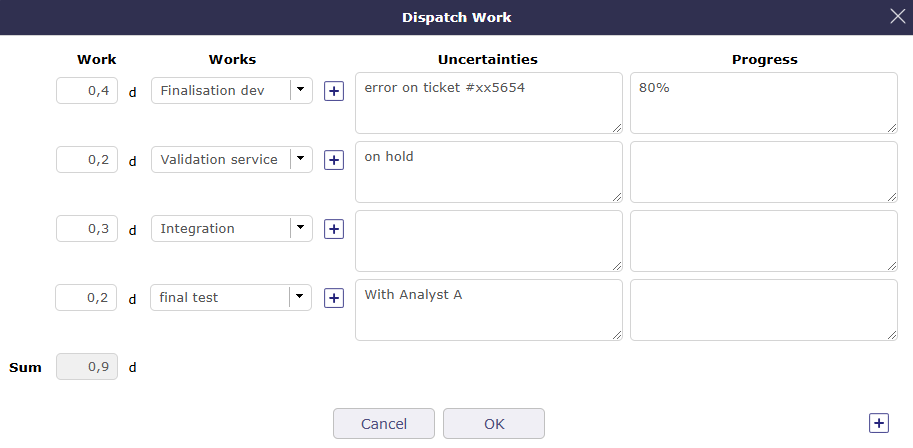 Dispatch Work
Work Works Uncertainties Progress
0,4 d Finalisation dev error on ticket #xx5654 80%
0,2 d Validation service on hold
0,3 d Integration
0,2 d final test With Analyst A
Sum 0,9 d
Cancel OK